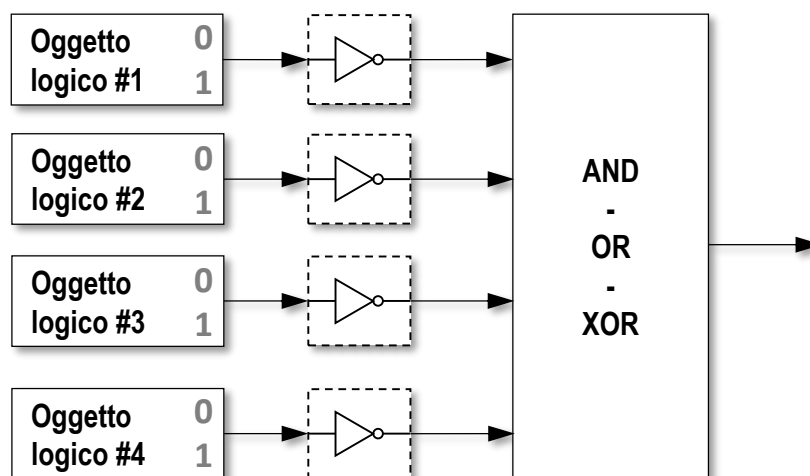 Oggetto 0
logico #1 1
Oggetto 0
logico #2 1
Oggetto 0
logico #3 1
Oggetto 0
logico #4 1
AND
-
OR
-
XOR